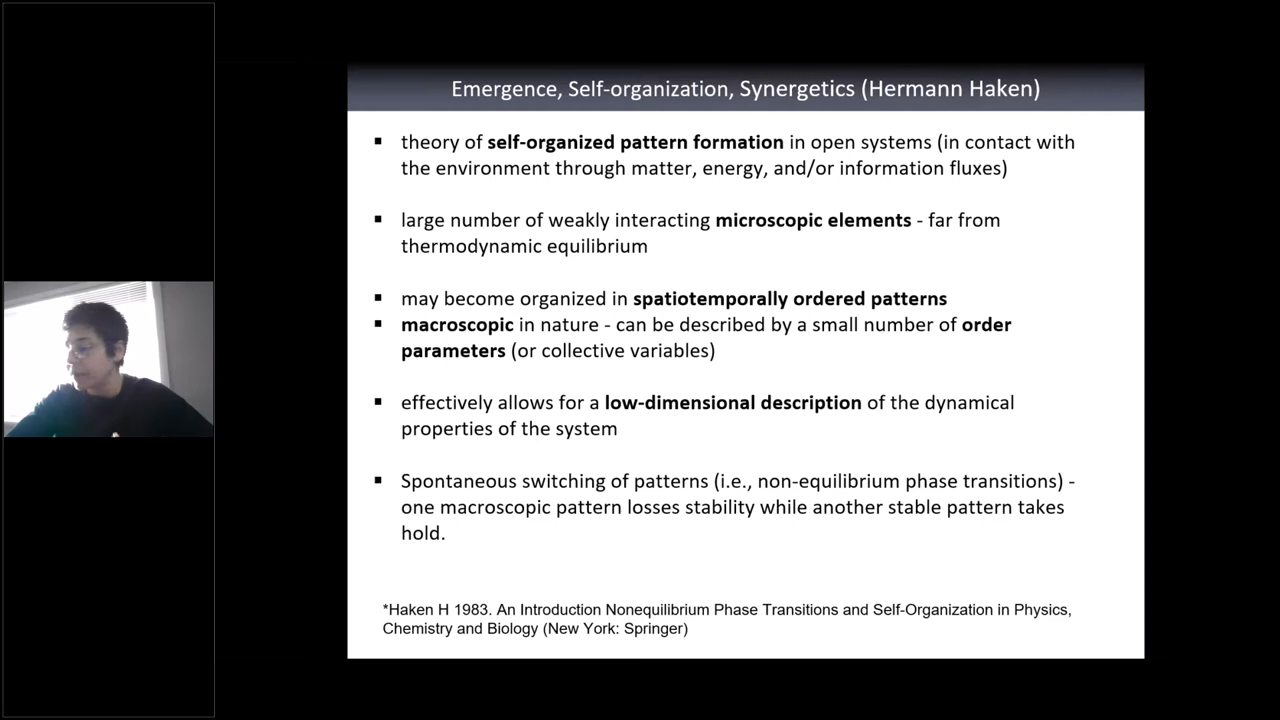 Emergence, Self-organization, Synergetics (Hermann Haken)
▪ theory of self-organized pattern formation in open systems (in contact with
the environment through matter, energy, and/or information fluxes)
▪ large number of weakly interacting microscopic elements - far from
thermodynamic equilibrium
▪ may become organized in spatiotemporally ordered patterns
▪ macroscopic in nature - can be described by a small number of order
parameters (or collective variables)
▪ effectively allows for a low-dimensional description of the dynamical
properties of the system
▪ Spontaneous switching of patterns (i.e., non-equilibrium phase transitions) -
one macroscopic pattern losses stability while another stable pattern takes
hold.
*Haken H 1983. An Introduction Nonequilibrium Phase Transitions and Self-Organization in Physics,
Chemistry and Biology (New York: Springer)